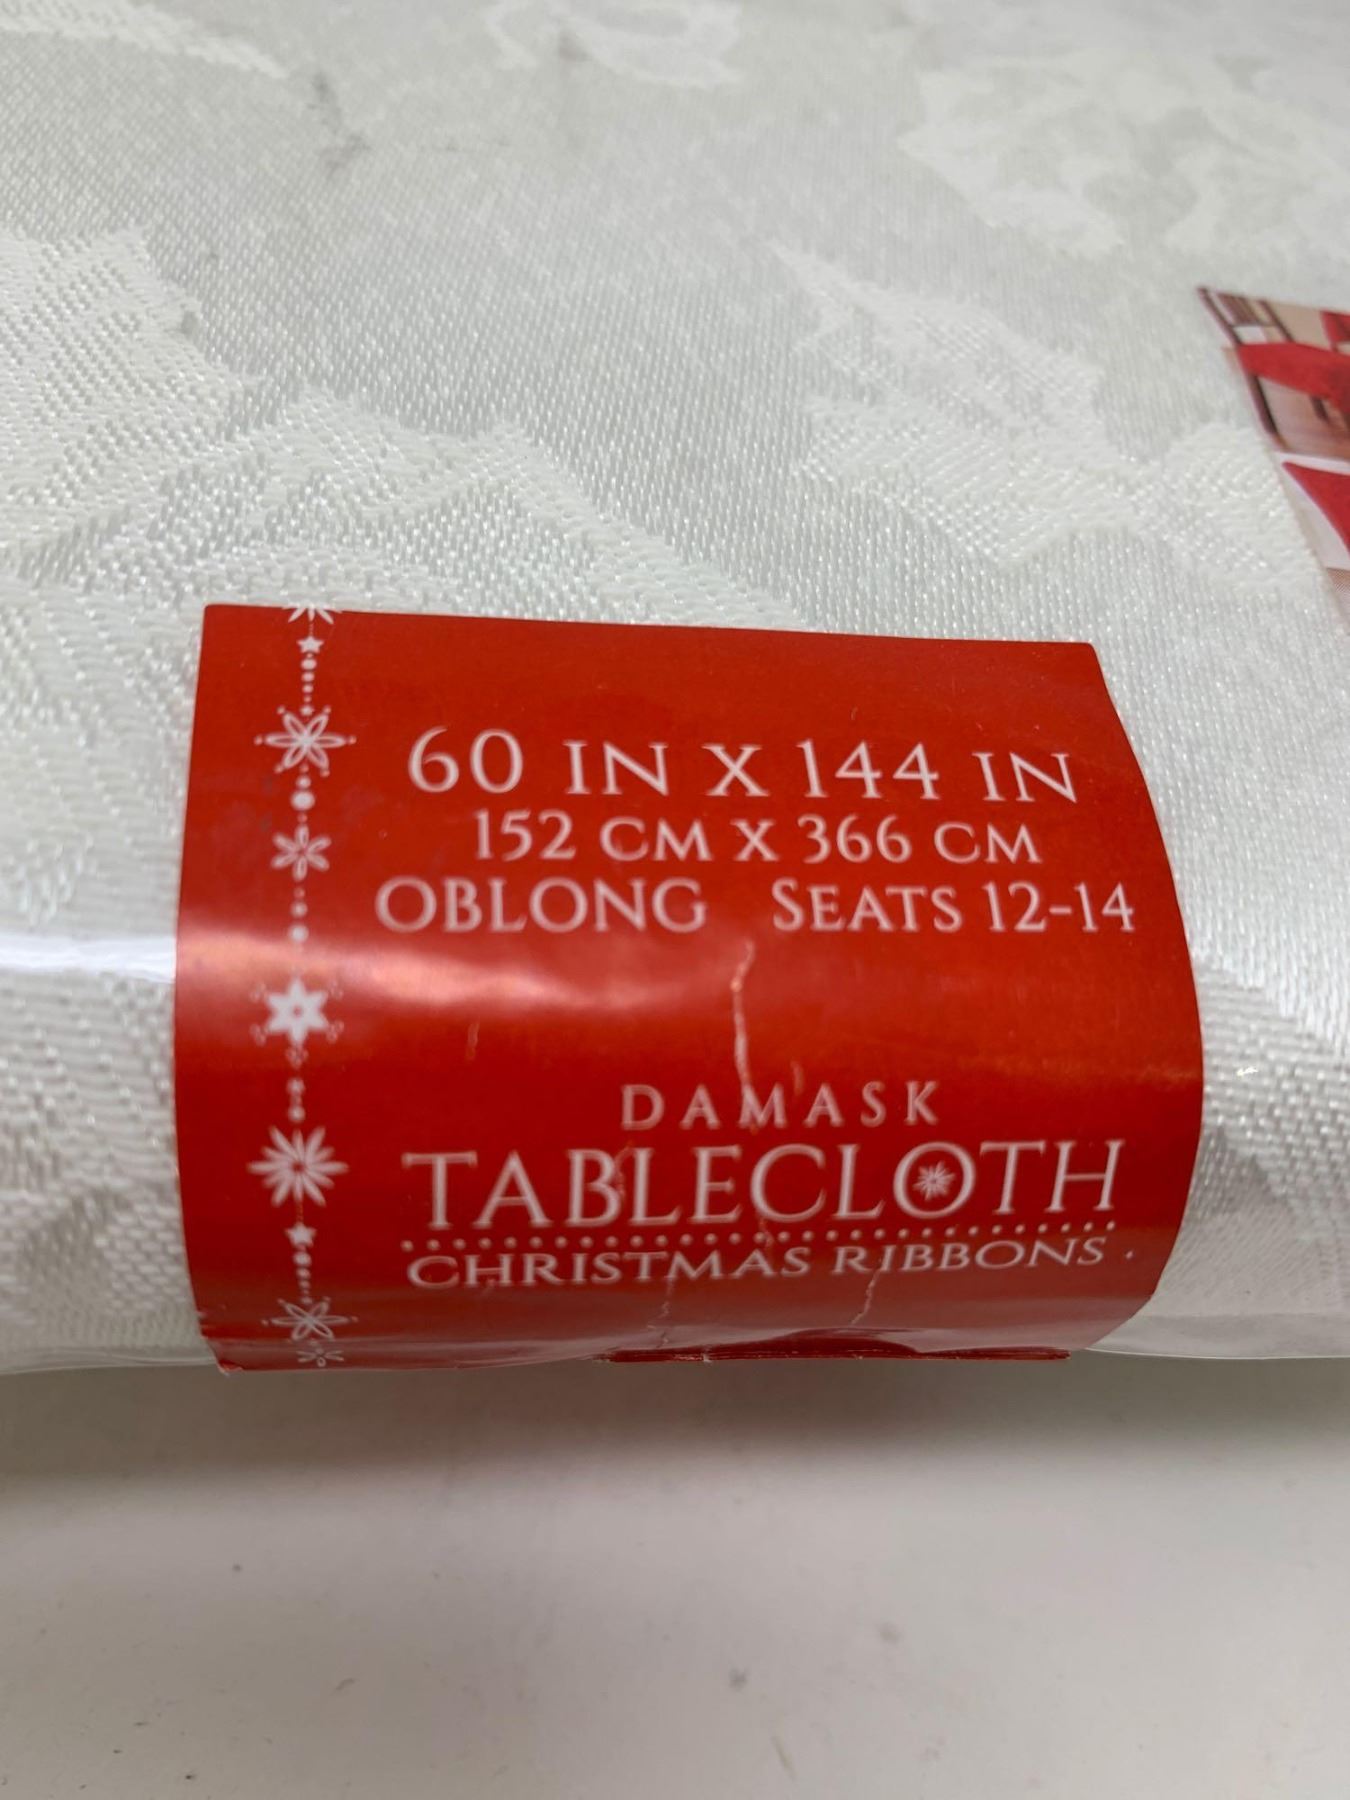 60 IN X 144 IN
152 CM X 366 CM
OBLONG SEATS 12-14
DAMASK
TABLECLOTH
CHRISTMAS RIBBONS